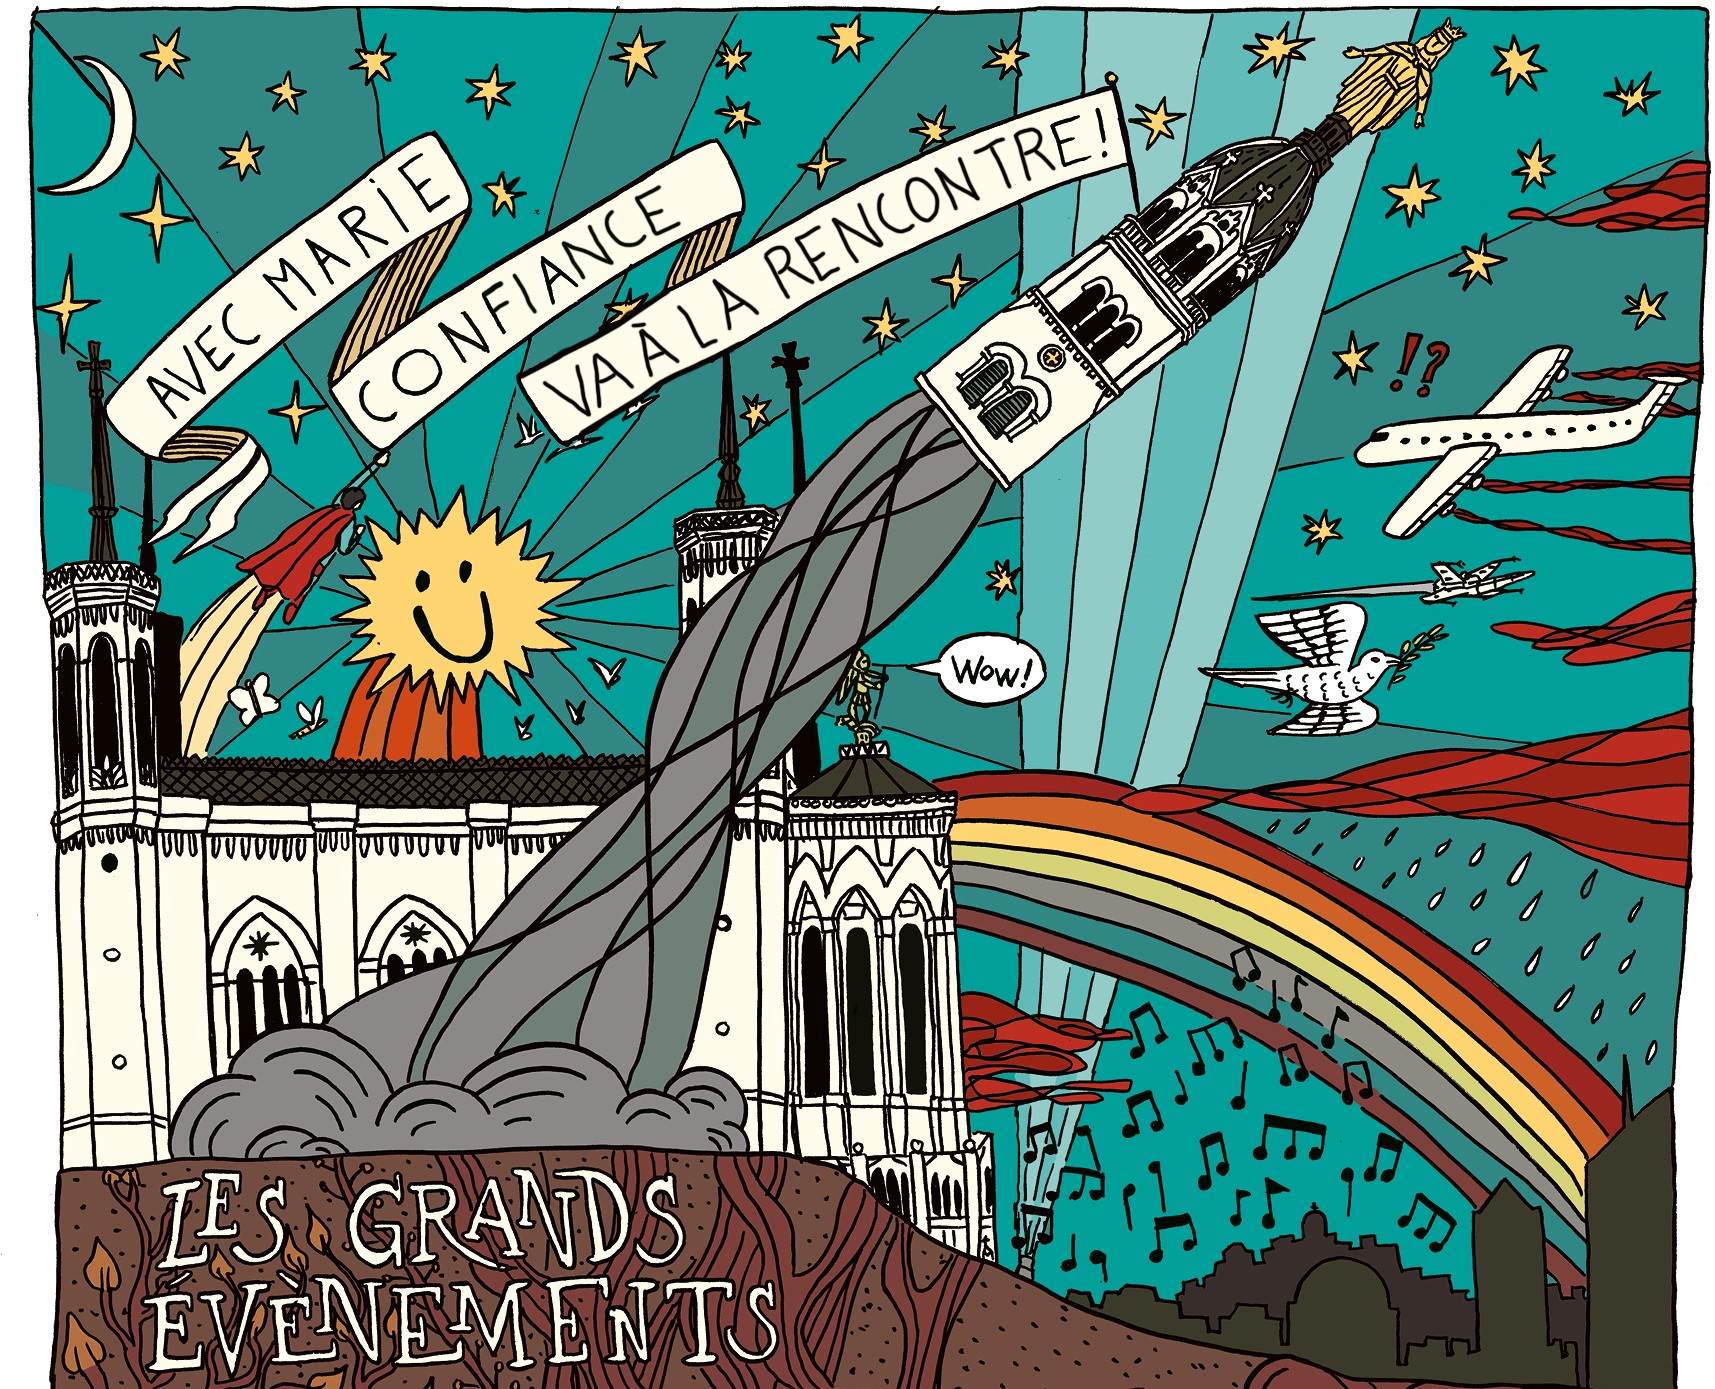 AVEC MARIE
CONFIANCE
VA À LA RENCONTRE!
!?
Wow!
LES GRANDS
ÉVÈNEMENTS